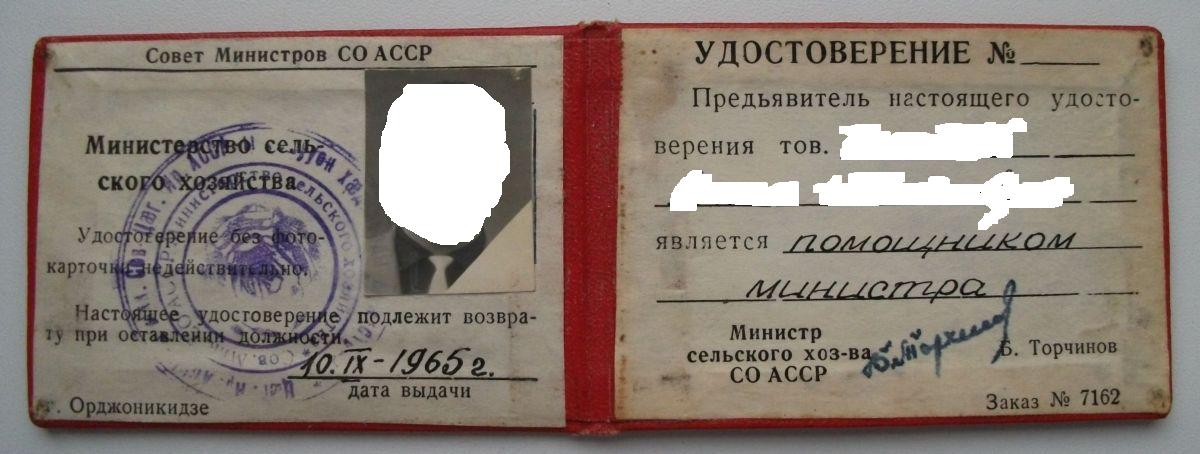 Совет Министров СО АССР
Министерство сель-
ского хозяйства
Удостоверение без фото-
карточки недействительно.
Настоящее удостоверение подлежит возвра-
ту при оставлении должности.
10.IX-1965г.
дата выдачи
г. Орджоникидзе
УДОСТОВЕРЕНИЕ №
Предьявитель настоящего удосто-
верения тов.
является помощником
министра
Министр
сельского хоз-ва
СО АССР
Б. Торчинов
Заказ № 7162